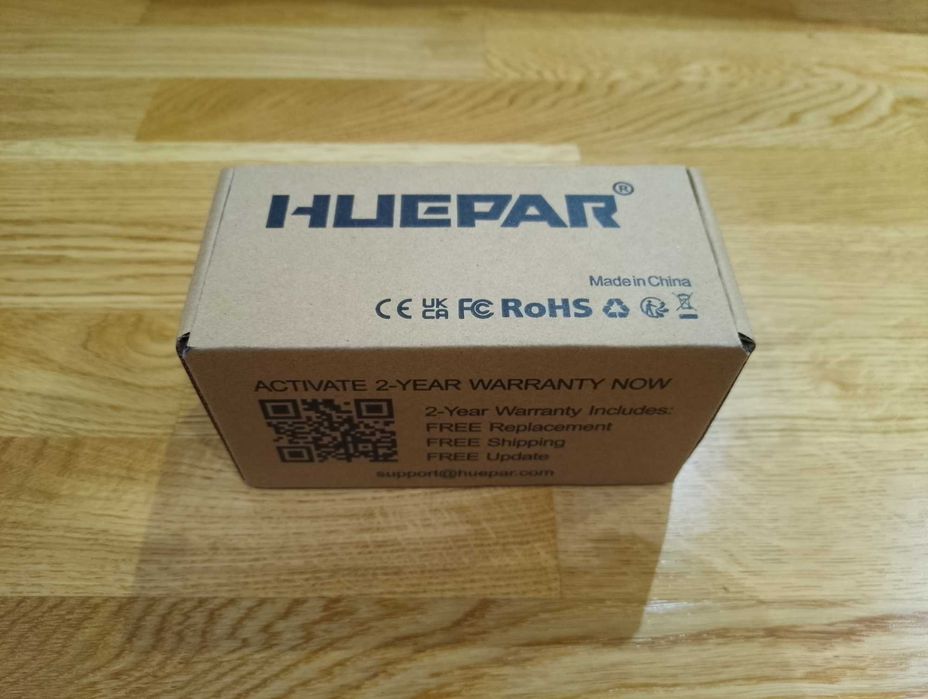 HUEPAR®
Made in China
CE UK CA FC RoHS
ACTIVATE 2-YEAR WARRANTY NOW
2-Year Warranty Includes:
FREE Replacement
FREE Shipping
FREE Update
support@huepar.com